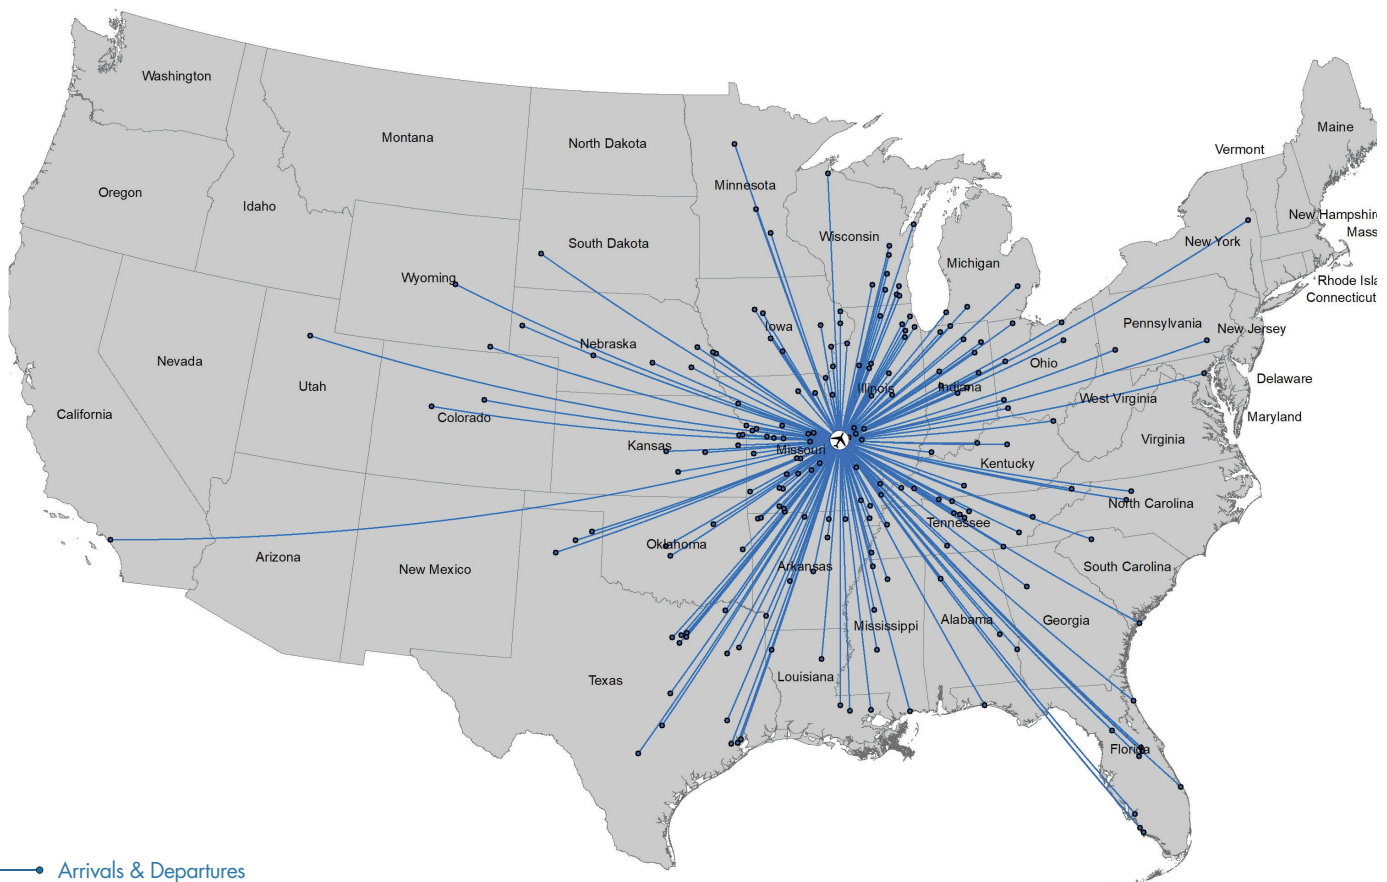 Washington
Montana
North Dakota
Minnesota
Maine
Vermont
Oregon
Idaho
South Dakota
Wisconsin
New Hampshire
Mass
New York
Michigan
Wyoming
Rhode Isla
Connecticut
Iowa
Nebraska
Pennsylvania
New Jersey
Nevada
Utah
Illinois
Indiana
Ohio
Delaware
California
Colorado
West Virginia
Maryland
Kansas
Missouri
Virginia
Kentucky
North Carolina
Tennessee
Oklahoma
Arizona
New Mexico
Arkansas
South Carolina
Mississippi
Alabama
Georgia
Texas
Louisiana
Florida
Arrivals & Departures